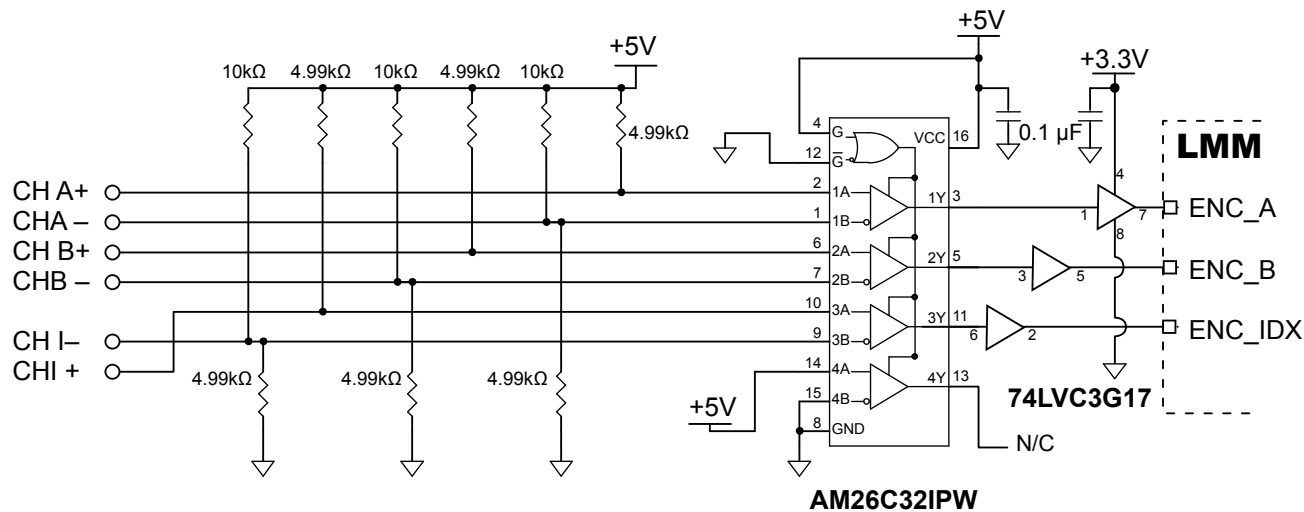 +5V
+5V
+3.3V
10kΩ 4.99kΩ 10kΩ 4.99kΩ 10kΩ
4.99kΩ
4 G
VCC 16
0.1 µF
LMM
12 G̅
4
CH A+
2 1A
1Y 3
1
7
ENC_A
CHA –
1 1B
8
CH B+
6 2A
2Y 5
3
5
ENC_B
CHB –
7 2B
10 3A
3Y 11
6
2
ENC_IDX
CH I–
9 3B
CHI +
4.99kΩ 4.99kΩ 4.99kΩ
14 4A
4Y 13
74LVC3G17
+5V
15 4B
8 GND
N/C
AM26C32IPW